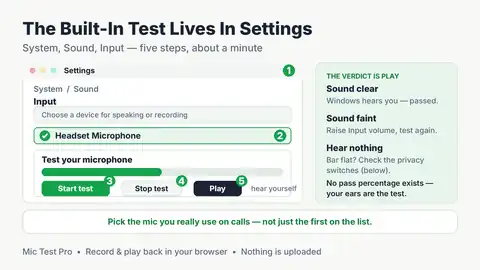 The Built-In Test Lives In Settings
System, Sound, Input — five steps, about a minute
Settings
1
System / Sound
Input
Choose a device for speaking or recording
Headset Microphone
2
Test your microphone
3
4
5
Start test
Stop test
Play
hear yourself
THE VERDICT IS PLAY
Sound clear
Windows hears you — passed.
Sound faint
Raise input volume, test again.
Hear nothing
Bar flat? Check the privacy
switches (below).
No pass percentage exists —
your ears are the test.
Pick the mic you really use on calls — not just the first on the list.
Mic Test Pro • Record & play back in your browser • Nothing is uploaded